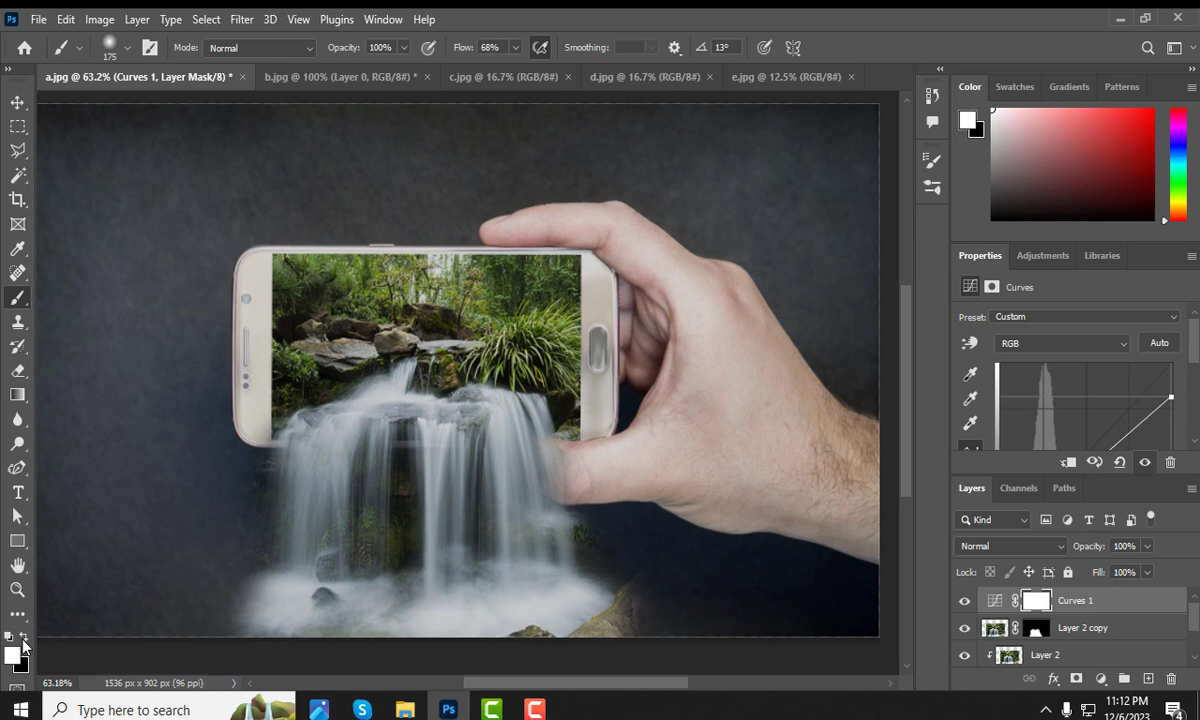 Ps File Edit Image Layer Type Select Filter 3D View Plugins Window Help
175 Mode: Normal Opacity: 100% Flow: 68% Smoothing: 13°
a.jpg @ 63.2% (Curves 1, Layer Mask/8) * × b.jpg @ 100% (Layer 0, RGB/8#) * × c.jpg @ 16.7% (RGB/8#) × d.jpg @ 16.7% (RGB/8#) × e.jpg @ 12.5% (RGB/8#) ×
Color Swatches Gradients Patterns
Properties Adjustments Libraries
Curves
Preset: Custom
RGB Auto
Layers Channels Paths
Kind
Normal Opacity: 100%
Lock: Fill: 100%
Curves 1
Layer 2 copy
Layer 2
63.18% 1536 px x 902 px (96 ppi)
Type here to search
Ps
11:12 PM
12/6/2023
4